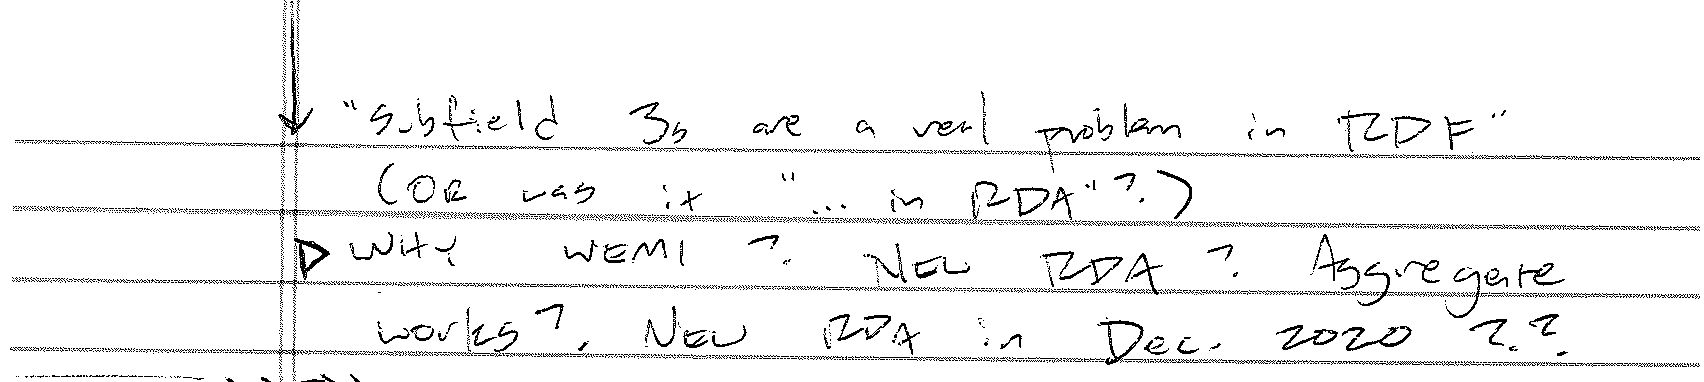 "Subfield 3s are a real problem in RDF"
(OR was it "... in RDA"?)
WHY WEMI? NEW RDA? Aggregate
works? NEW RDA in Dec. 2020 ??